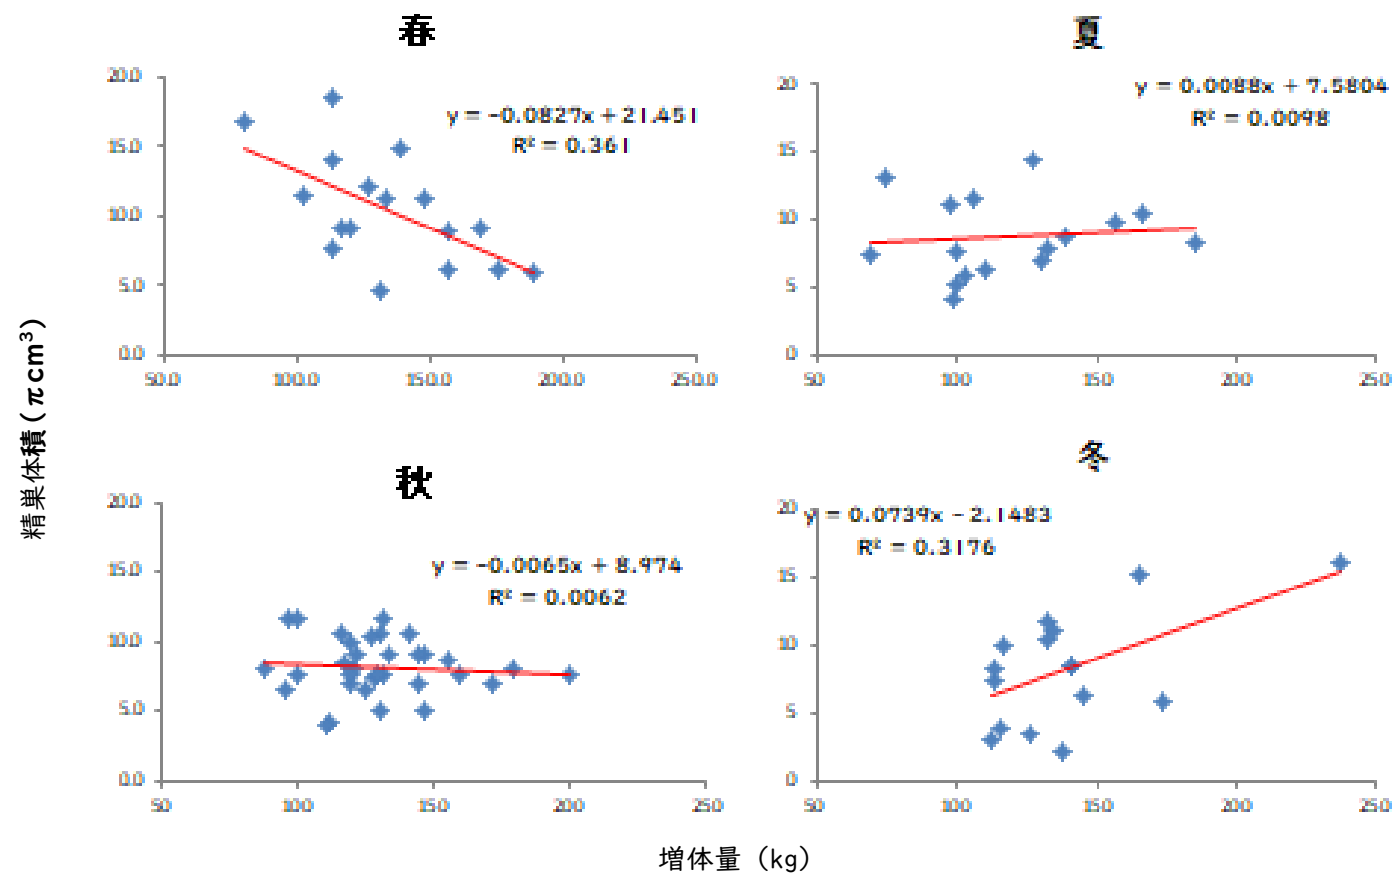 春
20.0
15.0
10.0
5.0
0.0
50.0 100.0 150.0 200.0 250.0
y = -0.0827x + 21.451
R² = 0.361
夏
20
15
10
5
0
50 100 150 200 250
y = 0.0088x + 7.5804
R² = 0.0098
精巣体積(πcm³)
秋
20.0
15.0
10.0
5.0
0.0
50 100 150 200 250
y = -0.0065x + 8.974
R² = 0.0062
冬
20
15
10
5
0
50 100 150 200 250
y = 0.0739x - 2.1483
R² = 0.3176
増体量（kg）